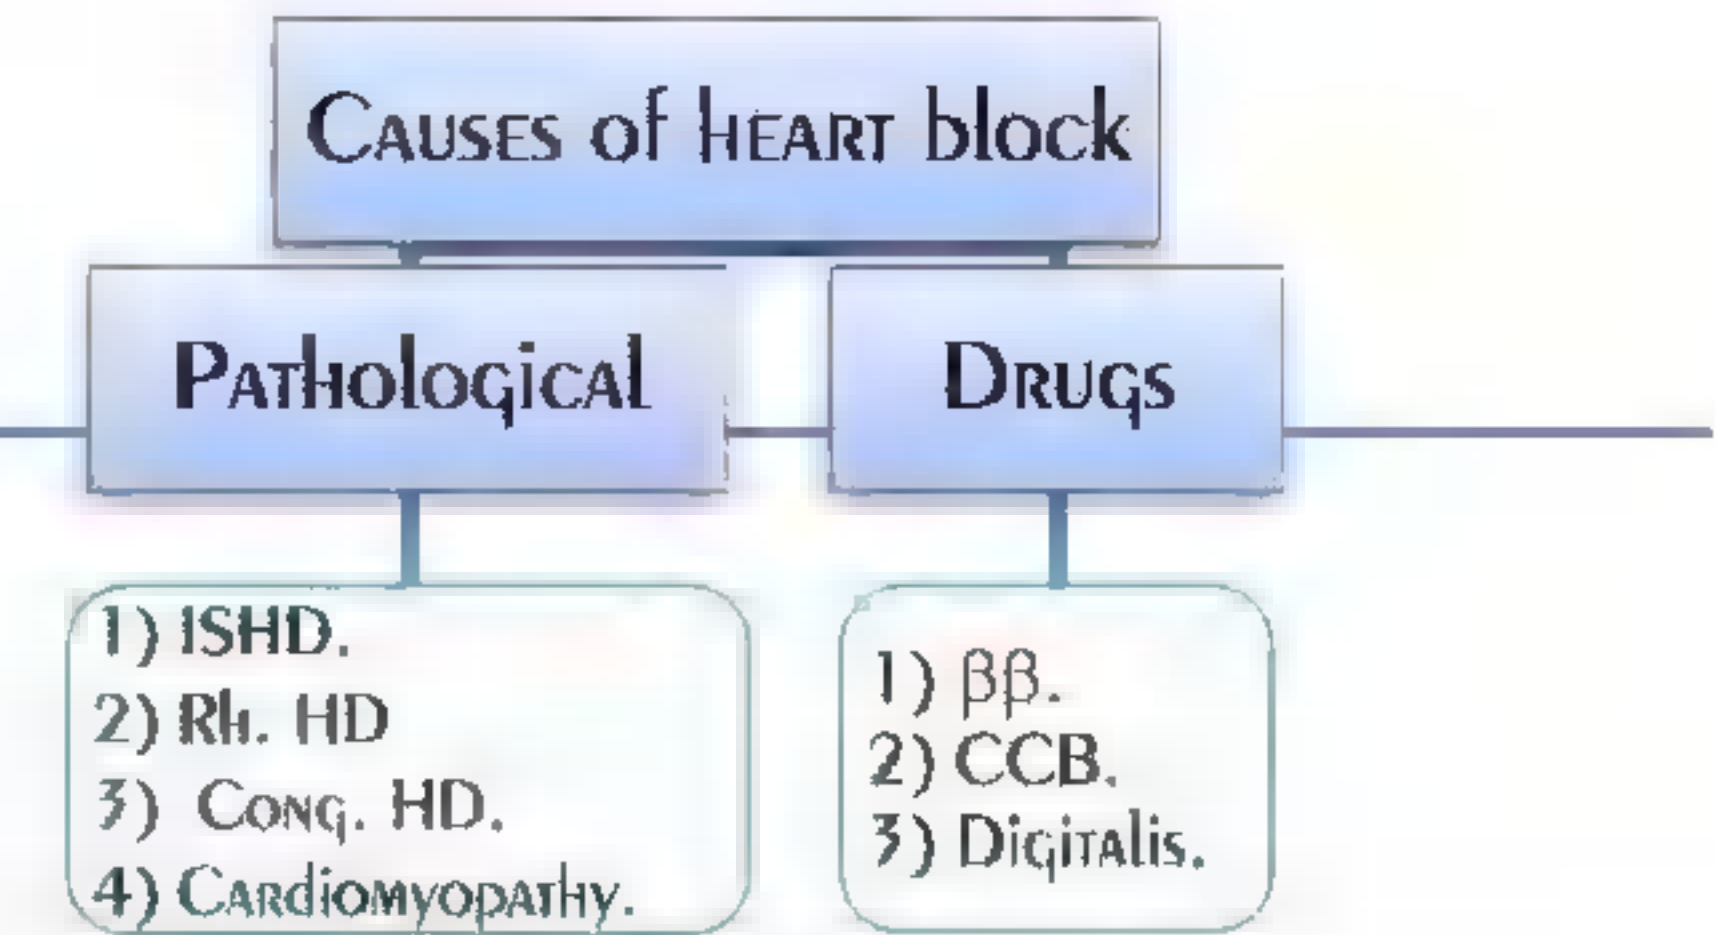 Causes of heart block
Pathological
Drugs
1) ISHD.
2) Rh. HD
3) Cong. HD.
4) Cardiomyopathy.
1) ββ.
2) CCB.
3) Digitalis.